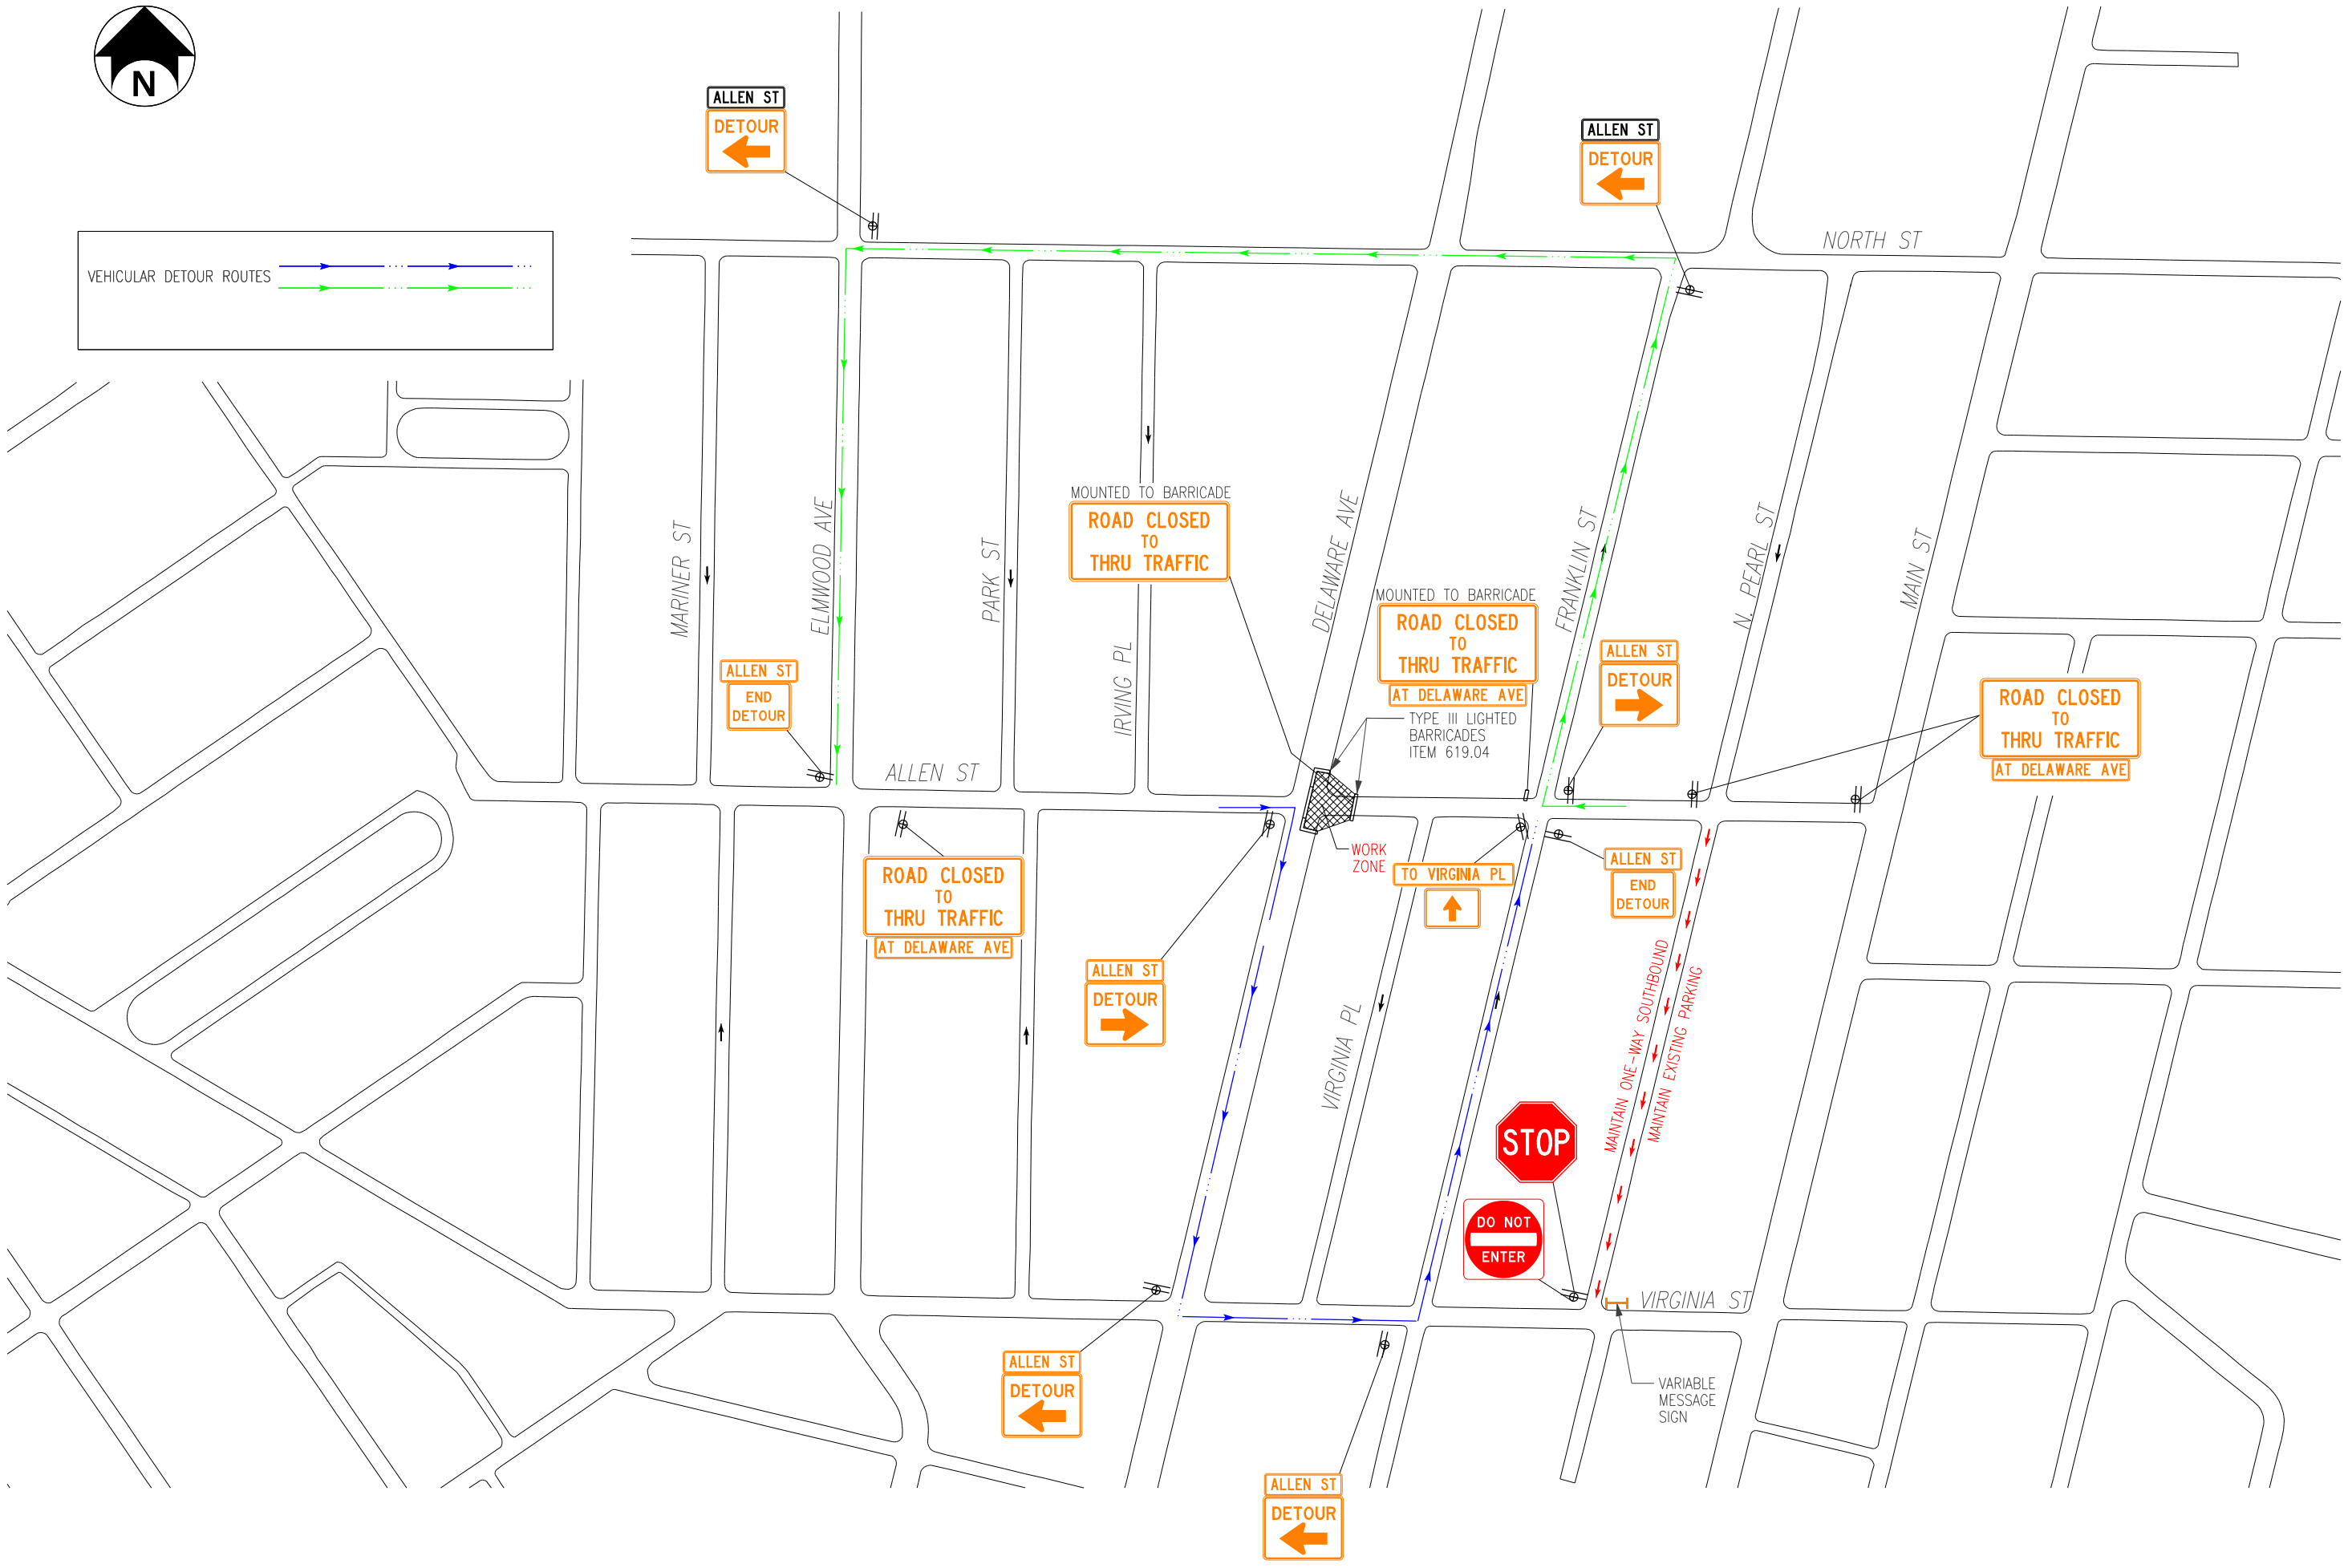 N
ALLEN ST
DETOUR
ALLEN ST
DETOUR
NORTH ST
VEHICULAR DETOUR ROUTES
MOUNTED TO BARRICADE
ROAD CLOSED
TO
THRU TRAFFIC
MARINER ST
ELMWOOD AVE
PARK ST
IRVING PL
DELAWARE AVE
MOUNTED TO BARRICADE
ROAD CLOSED
TO
THRU TRAFFIC
AT DELAWARE AVE
TYPE III LIGHTED
BARRICADES
ITEM 619.04
FRANKLIN ST
N. PEARL ST
MAIN ST
ALLEN ST
DETOUR
ROAD CLOSED
TO
THRU TRAFFIC
AT DELAWARE AVE
ALLEN ST
END
DETOUR
ALLEN ST
WORK
ZONE
TO VIRGINIA PL
ALLEN ST
END
DETOUR
ROAD CLOSED
TO
THRU TRAFFIC
AT DELAWARE AVE
ALLEN ST
DETOUR
VIRGINIA PL
MAINTAIN ONE-WAY SOUTHBOUND
MAINTAIN EXISTING PARKING
STOP
DO NOT
ENTER
VIRGINIA ST
ALLEN ST
DETOUR
VARIABLE
MESSAGE
SIGN
ALLEN ST
DETOUR